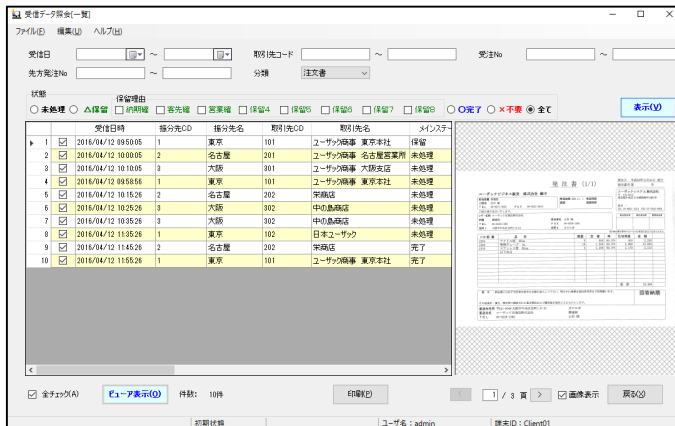 受信データ照会[一覧]
ファイル(F) 編集(U) ヘルプ(H)
受信日 ～ 取引先コード ～ 受注No ～
先方発注No ～ 分類 注文書
状態 保留理由
未処理 △保留 納期確 客先確 営業確 保留4 保留5 保留6 保留7 保留8 ○完了 ×不要 全て 表示(V)
受信日時 振分先CD 振分先名 取引先CD 取引先名 メインステー
1 2016/04/12 09:50:05 1 東京 101 ユーザック商事 東京本社 保留
2 2016/04/12 10:00:05 2 名古屋 201 ユーザック商事 名古屋営業所 未処理
3 2016/04/12 10:10:05 3 大阪 301 ユーザック商事 大阪支店 未処理
4 2016/04/12 09:58:56 1 東京 101 ユーザック商事 東京本社 未処理
5 2016/04/12 10:15:26 2 名古屋 202 栄商店 未処理
6 2016/04/12 10:25:26 3 大阪 302 中の島商店 未処理
7 2016/04/12 10:35:26 3 大阪 302 中の島商店 未処理
8 2016/04/12 11:35:26 1 東京 102 日本ユーザック 未処理
9 2016/04/12 11:45:26 2 名古屋 202 栄商店 完了
10 2016/04/12 11:55:26 1 東京 101 ユーザック商事 東京本社 完了
発注書 (1/1)
回答納期
全チェック(A) ビューア表示(O) 件数: 10件 印刷(P) 1 / 3 頁 画像表示 戻る(X)
初期状態 ユーザ名：admin 端末ID：Client01